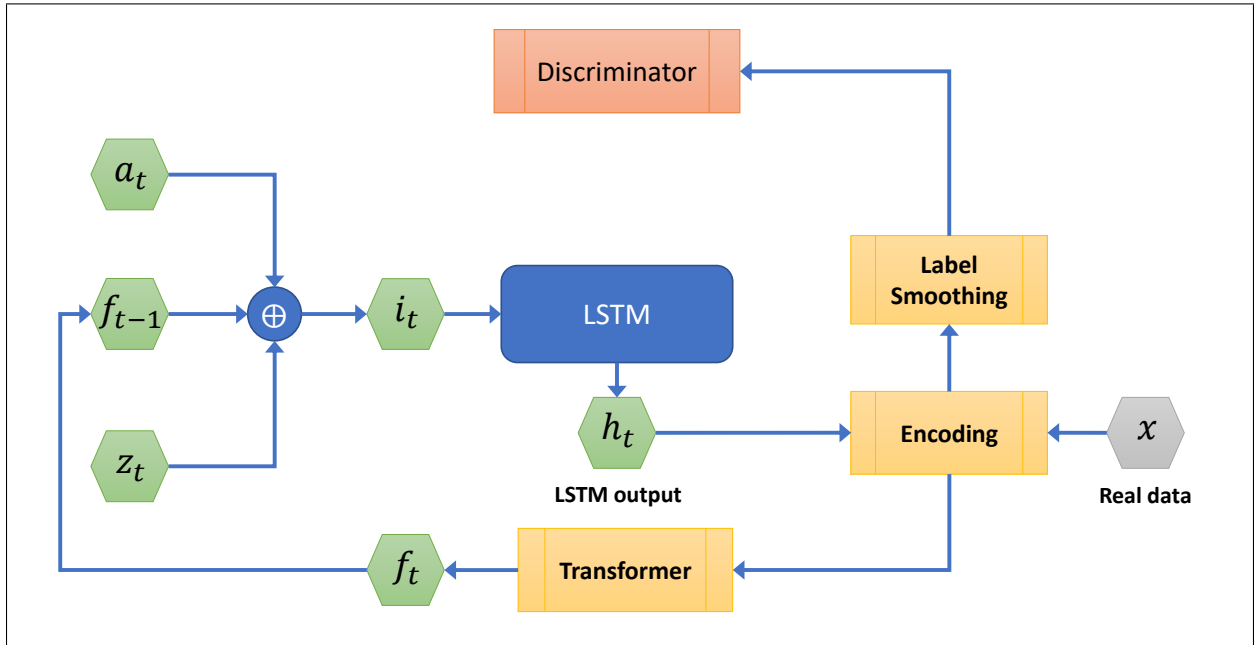 Discriminator
a_t
Label
Smoothing
f_{t−1}
⊕
i_t
LSTM
h_t
Encoding
x
z_t
LSTM output
Real data
f_t
Transformer